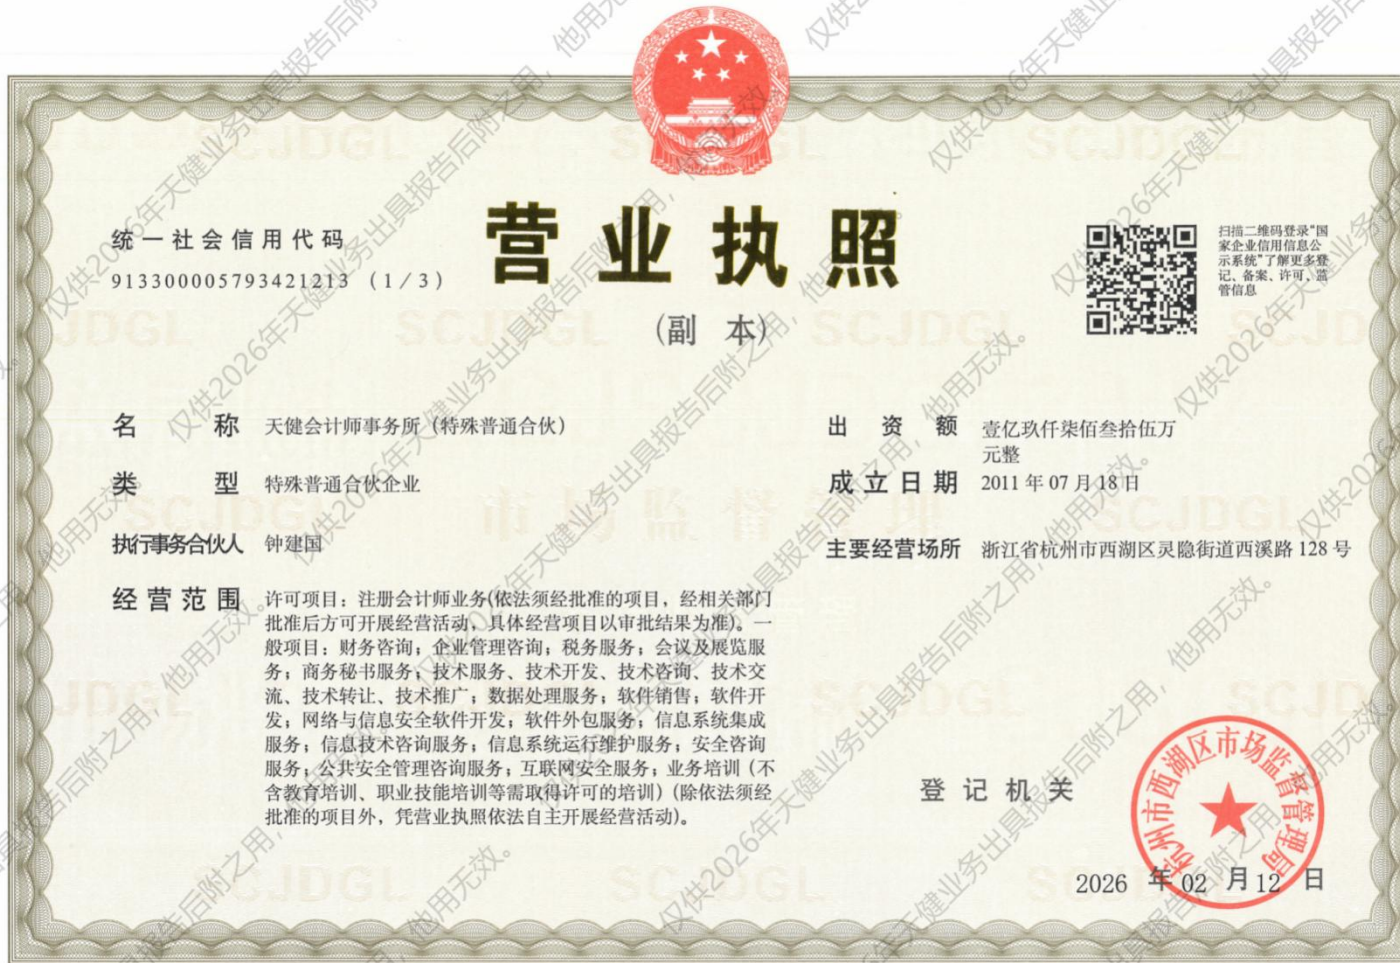 营业执照
(副 本)
统一社会信用代码
913300005793421213 (1/3)
扫描二维码登录“国
家企业信用信息公
示系统”了解更多登
记、备案、许可、监
管信息
名 称 天健会计师事务所（特殊普通合伙）
类 型 特殊普通合伙企业
执行事务合伙人 钟建国
经营范围 许可项目：注册会计师业务(依法须经批准的项目，经相关部门
批准后方可开展经营活动，具体经营项目以审批结果为准)。一
般项目：财务咨询；企业管理咨询；税务服务；会议及展览服
务；商务秘书服务；技术服务、技术开发、技术咨询、技术交
流、技术转让、技术推广；数据处理服务；软件销售；软件开
发；网络与信息安全软件开发；软件外包服务；信息系统集成
服务；信息技术咨询服务；信息系统运行维护服务；安全咨询
服务；公共安全管理咨询服务；互联网安全服务；业务培训（不
含教育培训、职业技能培训等需取得许可的培训）(除依法须经
批准的项目外，凭营业执照依法自主开展经营活动)。
出资额 壹亿玖仟柒佰叁拾伍万
元整
成立日期 2011 年 07 月 18 日
主要经营场所 浙江省杭州市西湖区灵隐街道西溪路 128 号
登记机关
杭州市西湖区市场监督管理局
2026 年 02 月 12 日
仅供2026年天健业务出具报告后附之用，他用无效。
SCJDGL
市场监督管理